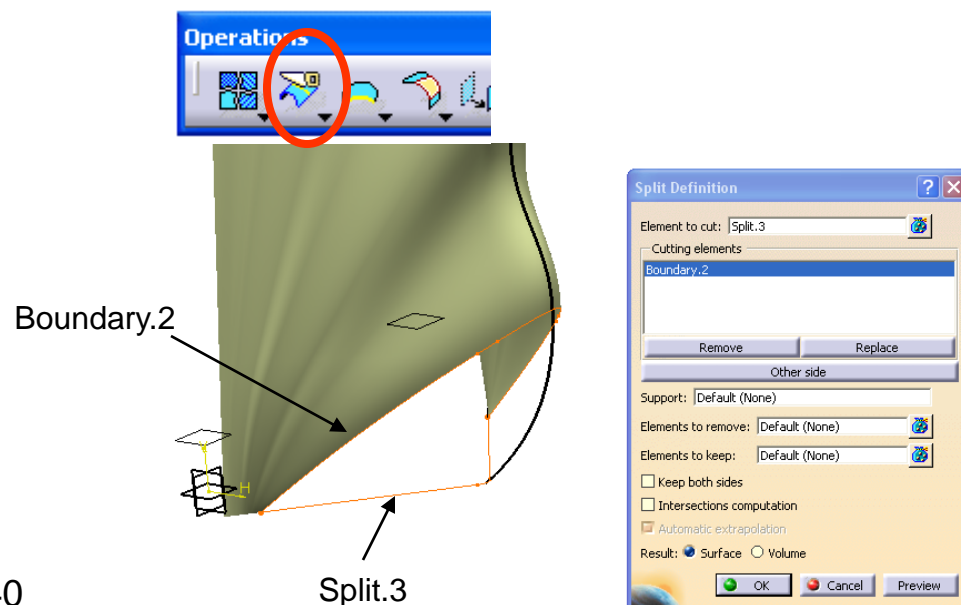 Operations
Boundary.2
Y
H
Split.3
40
Split Definition
Element to cut: Split.3
Cutting elements
Boundary.2
Remove Replace
Other side
Support: Default (None)
Elements to remove: Default (None)
Elements to keep: Default (None)
Keep both sides
Intersections computation
Automatic extrapolation
Result: Surface Volume
OK Cancel Preview